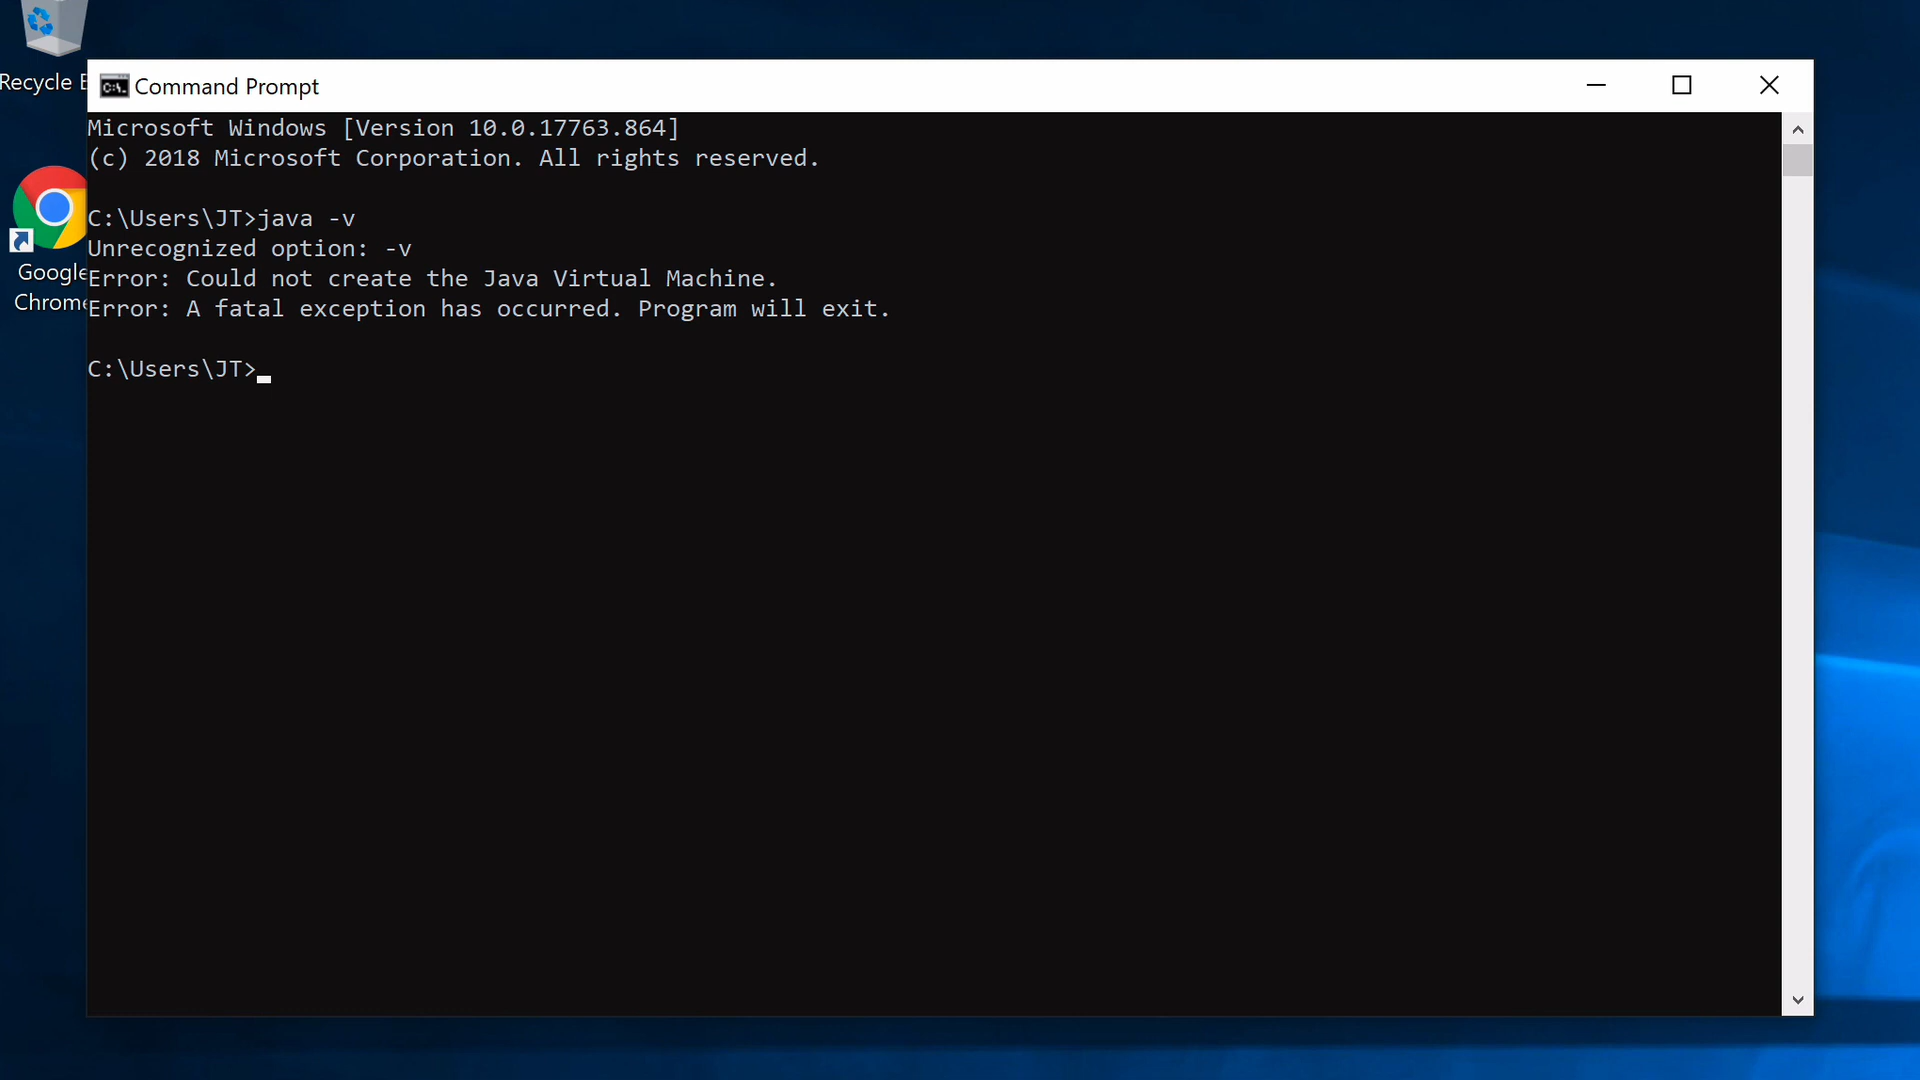 Recycle B
Google
Chrome
Command Prompt
Microsoft Windows [Version 10.0.17763.864]
(c) 2018 Microsoft Corporation. All rights reserved.
C:\Users\JT>java -v
Unrecognized option: -v
Error: Could not create the Java Virtual Machine.
Error: A fatal exception has occurred. Program will exit.
C:\Users\JT>